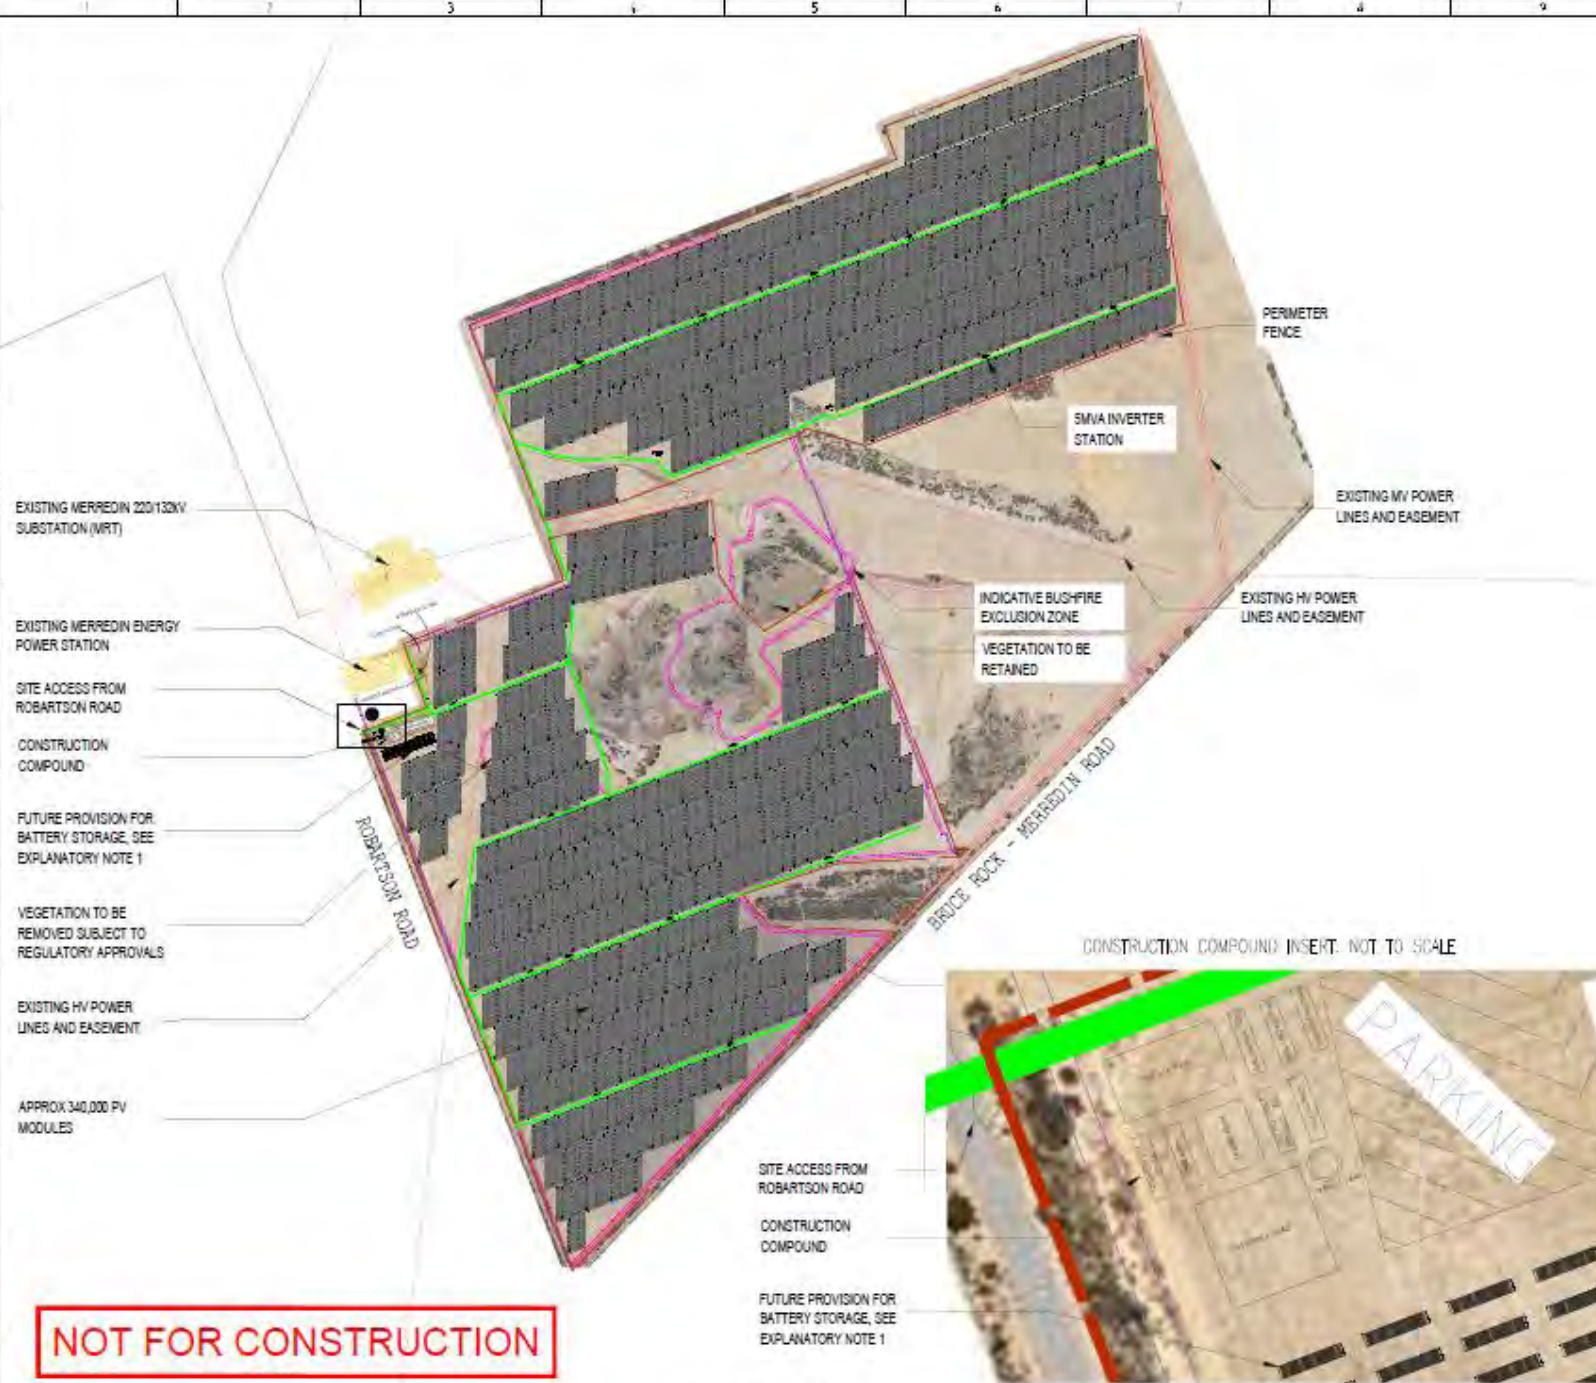 3
5
6
7
9
PERIMETER
FENCE
5MVA INVERTER
STATION
EXISTING MERREDIN 220/132kV
SUBSTATION (MRT)
EXISTING MV POWER
LINES AND EASEMENT
INDICATIVE BUSHFIRE
EXCLUSION ZONE
EXISTING HV POWER
LINES AND EASEMENT
EXISTING MERREDIN ENERGY
POWER STATION
VEGETATION TO BE
RETAINED
SITE ACCESS FROM
ROBARTSON ROAD
CONSTRUCTION
COMPOUND
FUTURE PROVISION FOR
BATTERY STORAGE, SEE
EXPLANATORY NOTE 1
ROBARTSON ROAD
BRUCE ROCK - MERREDIN ROAD
VEGETATION TO BE
REMOVED SUBJECT TO
REGULATORY APPROVALS
EXISTING HV POWER
LINES AND EASEMENT
APPROX 340,000 PV
MODULES
CONSTRUCTION COMPOUND INSERT. NOT TO SCALE
PARKING
SITE ACCESS FROM
ROBARTSON ROAD
CONSTRUCTION
COMPOUND
FUTURE PROVISION FOR
BATTERY STORAGE, SEE
EXPLANATORY NOTE 1
NOT FOR CONSTRUCTION